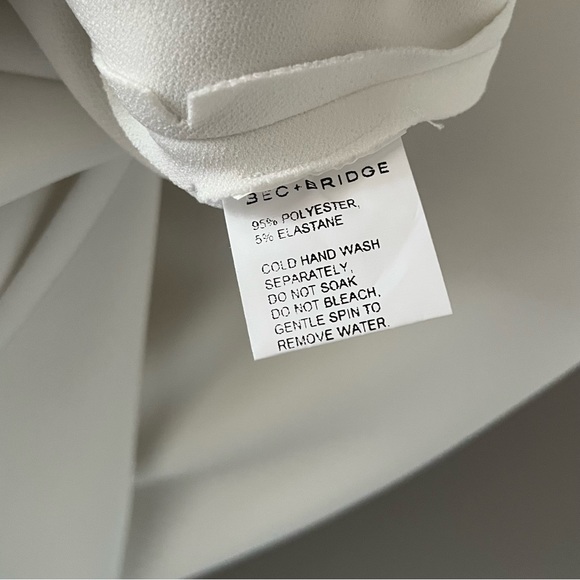 BEC+BRIDGE
95% POLYESTER,
5% ELASTANE
COLD HAND WASH
SEPARATELY,
DO NOT SOAK
DO NOT BLEACH.
GENTLE SPIN TO
REMOVE WATER.